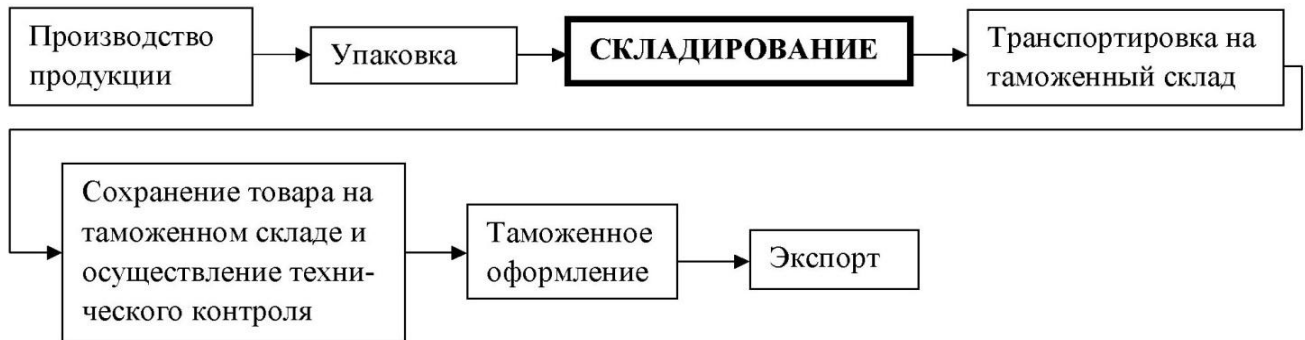 Производство
продукции
Упаковка
СКЛАДИРОВАНИЕ
Транспортировка на
таможенный склад
Сохранение товара на
таможенном складе и
осуществление техни-
ческого контроля
Таможенное
оформление
Экспорт